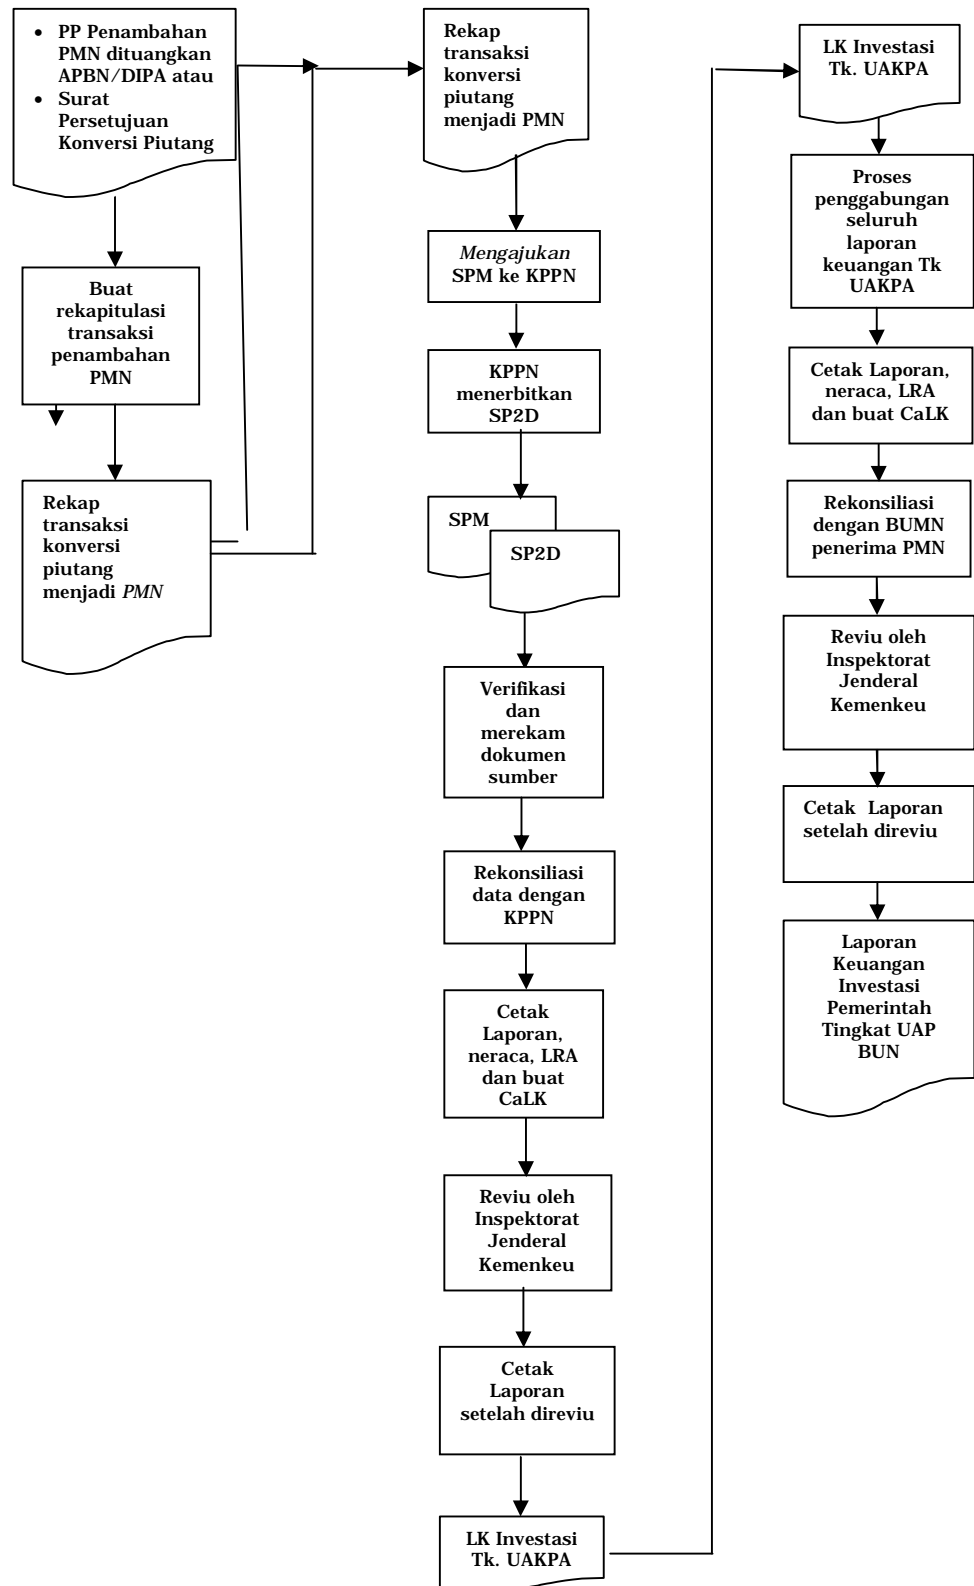 • PP Penambahan
PMN dituangkan
APBN/DIPA atau
• Surat
Persetujuan
Konversi Piutang
Buat
rekapitulasi
transaksi
penambahan
PMN
Rekap
transaksi
konversi
piutang
menjadi PMN
Rekap
transaksi
konversi
piutang
menjadi PMN
Mengajukan
SPM ke KPPN
KPPN
menerbitkan
SP2D
SPM
SP2D
Verifikasi
dan
merekam
dokumen
sumber
Rekonsiliasi
data dengan
KPPN
Cetak
Laporan,
neraca, LRA
dan buat
CaLK
Reviu oleh
Inspektorat
Jenderal
Kemenkeu
Cetak
Laporan
setelah direviu
LK Investasi
Tk. UAKPA
LK Investasi
Tk. UAKPA
Proses
penggabungan
seluruh
laporan
keuangan Tk
UAKPA
Cetak Laporan,
neraca, LRA
dan buat CaLK
Rekonsiliasi
dengan BUMN
penerima PMN
Reviu oleh
Inspektorat
Jenderal
Kemenkeu
Cetak Laporan
setelah direviu
Laporan
Keuangan
Investasi
Pemerintah
Tingkat UAP
BUN